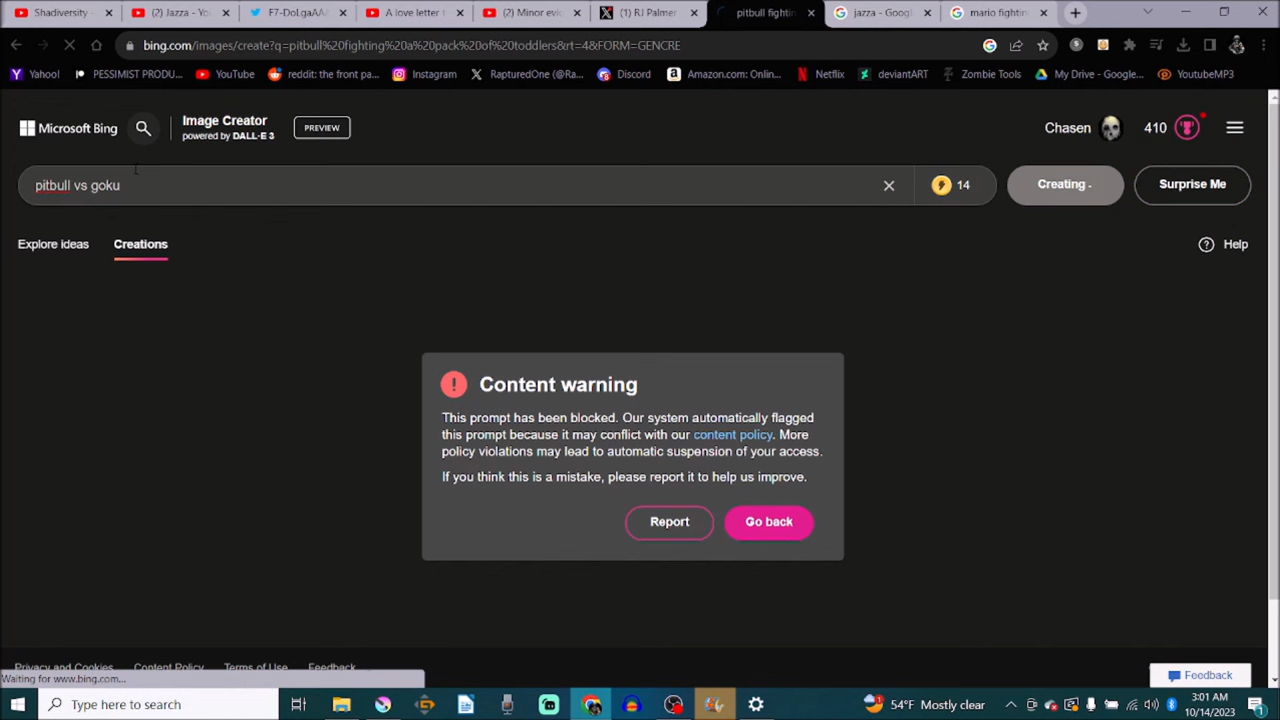 Shadiversity -
(2) Jazza - Yo
F7-DoLgaAA
A love letter t
(2) Minor evic
(1) RJ Palmer
pitbull fightin
jazza - Googl
mario fightin
bing.com/images/create?q=pitbull%20fighting%20a%20pack%20of%20toddlers&rt=4&FORM=GENCRE
Yahoo!
PESSIMIST PRODU...
YouTube
reddit: the front pa...
Instagram
RapturedOne (@Ra...
Discord
Amazon.com: Onlin...
Netflix
deviantART
Zombie Tools
My Drive - Google...
YoutubeMP3
Microsoft Bing
Image Creator
powered by DALL·E 3
PREVIEW
Chasen
410
pitbull vs goku
14
Creating -
Surprise Me
Explore ideas
Creations
Help
Content warning
This prompt has been blocked. Our system automatically flagged
this prompt because it may conflict with our content policy. More
policy violations may lead to automatic suspension of your access.
If you think this is a mistake, please report it to help us improve.
Report
Go back
Privacy and Cookies
Content Policy
Terms of Use
Feedback
Feedback
Waiting for www.bing.com...
Type here to search
54°F Mostly clear
3:01 AM
10/14/2023
1